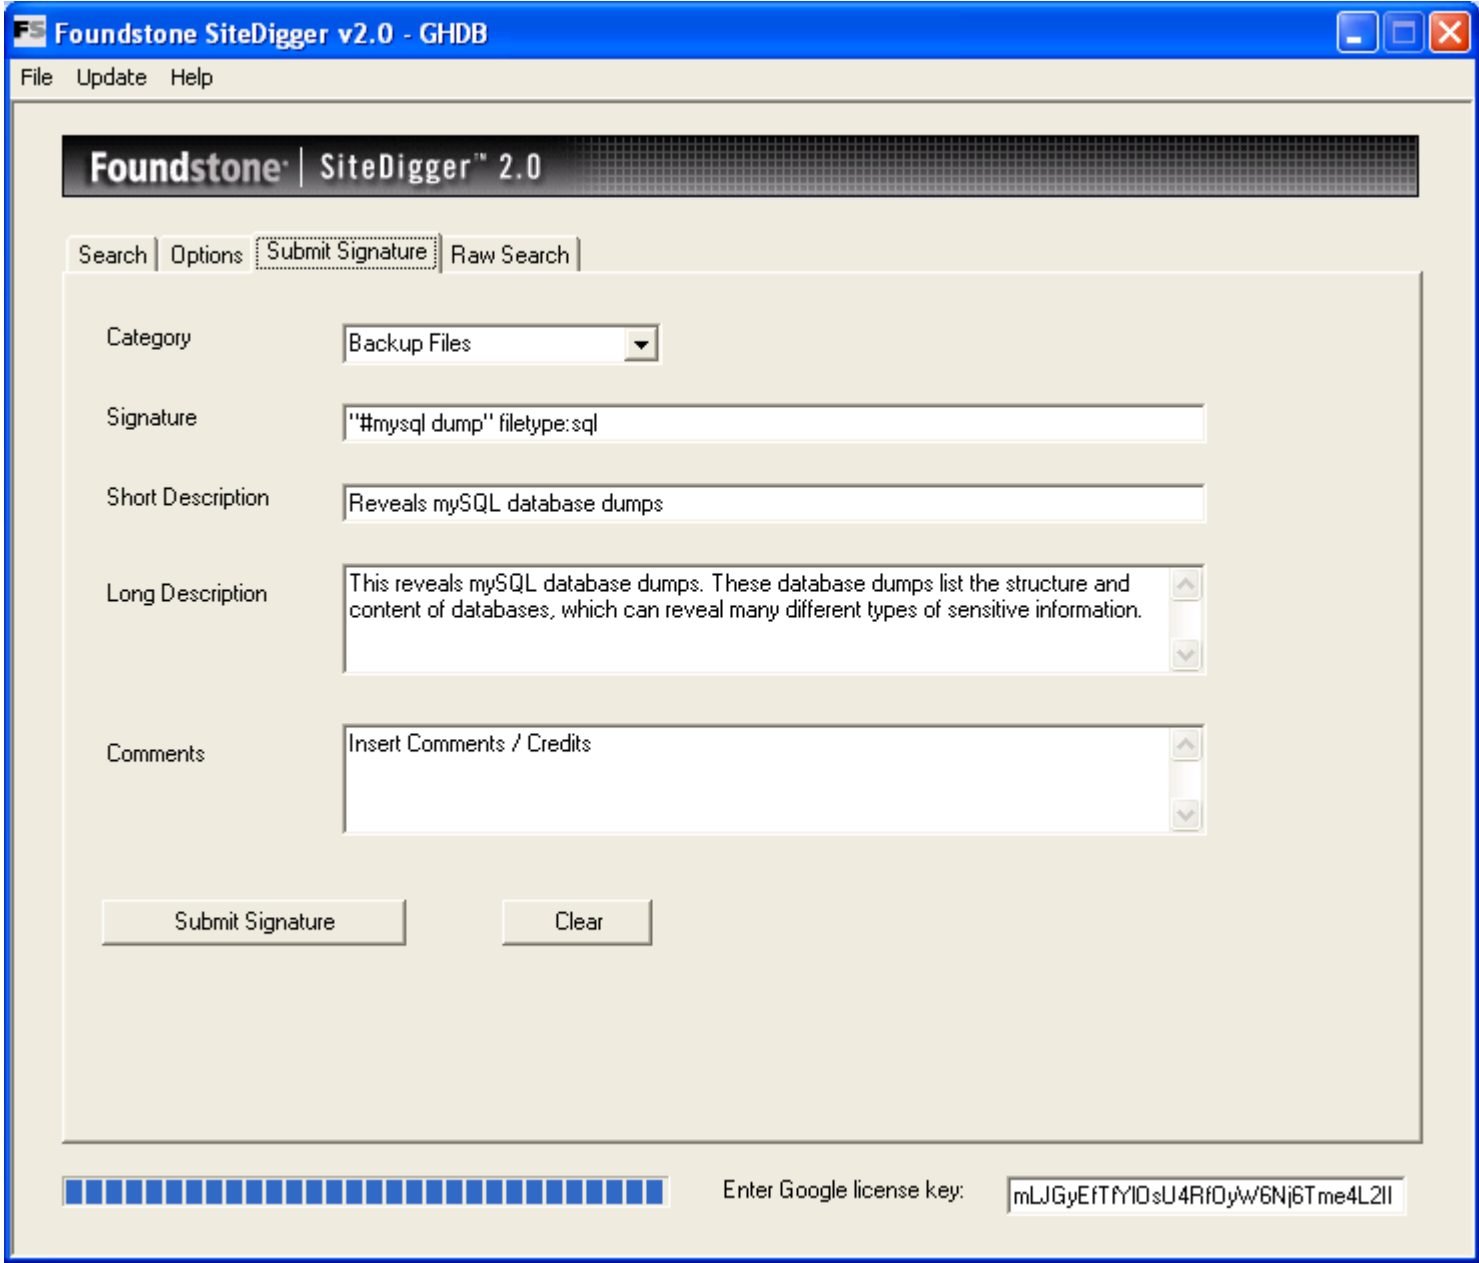 FS Foundstone SiteDigger v2.0 - GHDB
File Update Help
Foundstone | SiteDigger™ 2.0
Search Options Submit Signature Raw Search
Category
Backup Files
Signature
"#mysql dump" filetype:sql
Short Description
Reveals mySQL database dumps
Long Description
This reveals mySQL database dumps. These database dumps list the structure and
content of databases, which can reveal many different types of sensitive information.
Comments
Insert Comments / Credits
Submit Signature Clear
Enter Google license key: